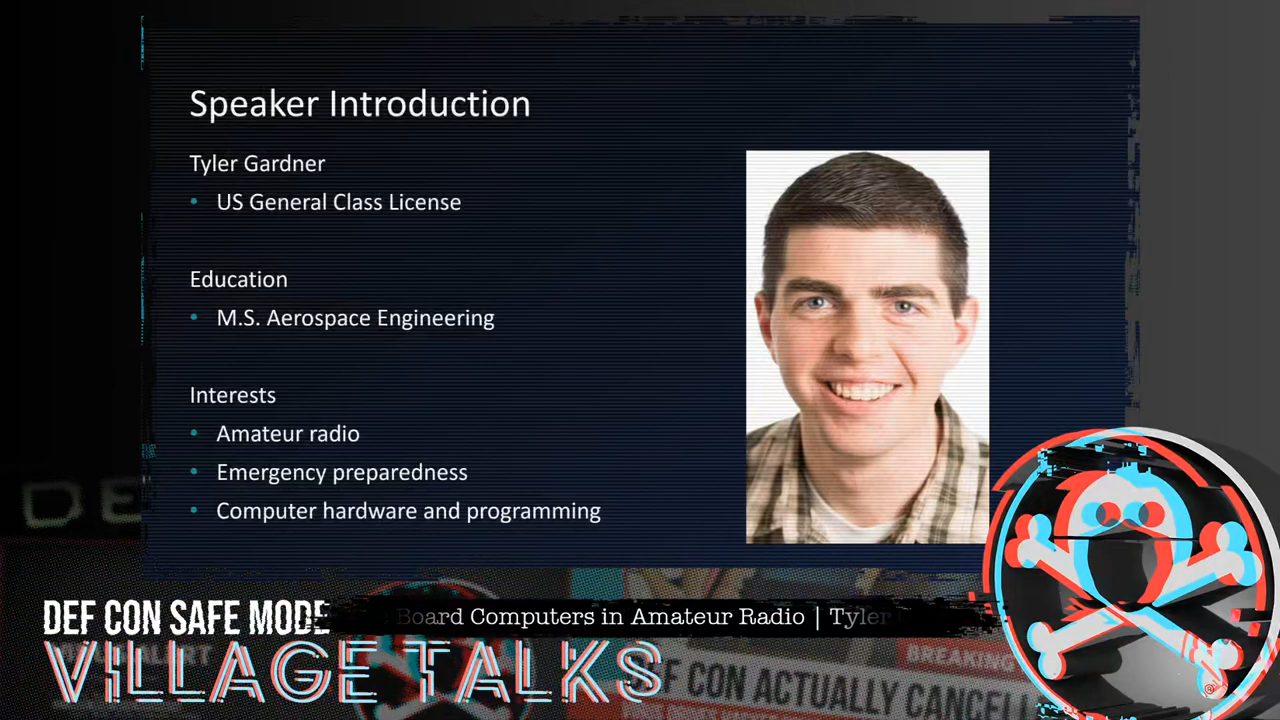 Speaker Introduction
Tyler Gardner
US General Class License
Education
M.S. Aerospace Engineering
Interests
Amateur radio
Emergency preparedness
Computer hardware and programming
DEF CON SAFE MODE
Board Computers in Amateur Radio | Tyler
VILLAGE TALKS
BREAKING
DEF CON ACTUALLY CANCEL